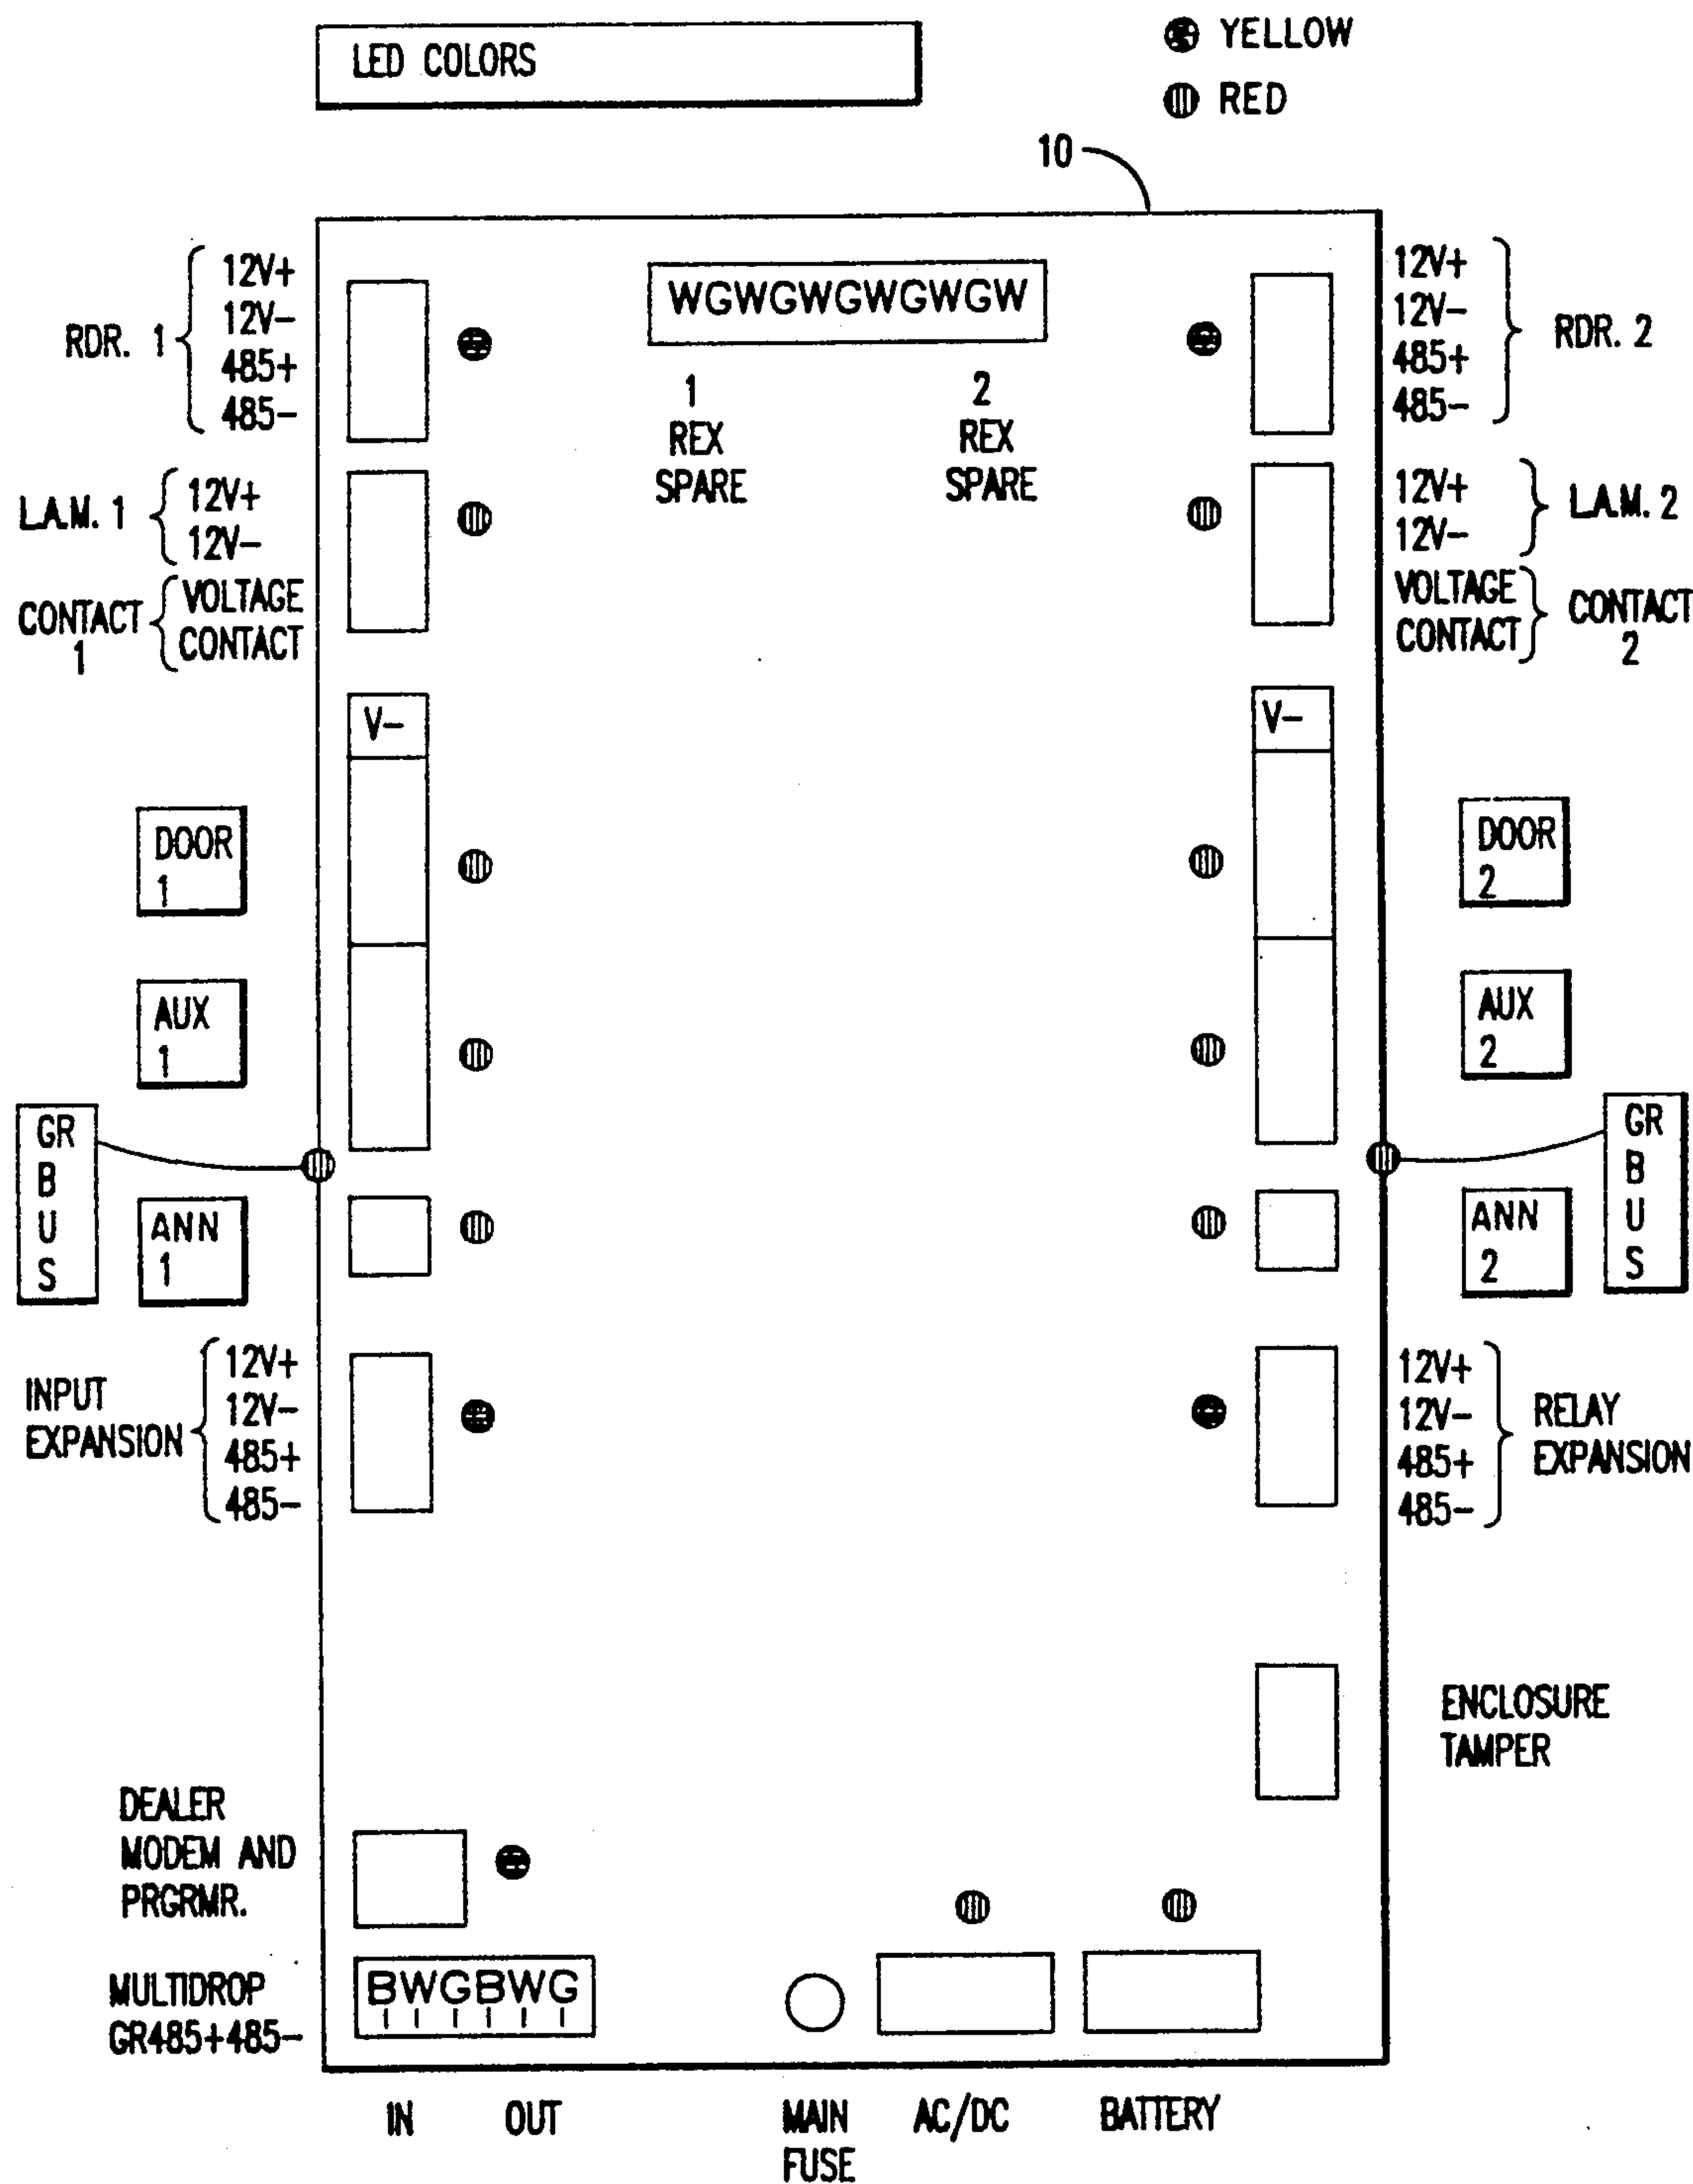 LED COLORS
YELLOW
RED
10
RDR. 1
12V+
12V-
485+
485-
WGWGWGWGWGW
1
REX
SPARE
2
REX
SPARE
12V+
12V-
485+
485-
RDR. 2
L.A.M. 1
12V+
12V-
12V+
12V-
L.A.M. 2
CONTACT
1
VOLTAGE
CONTACT
VOLTAGE
CONTACT
CONTACT
2
V-
V-
DOOR
1
DOOR
2
AUX
1
AUX
2
GR
B
U
S
ANN
1
ANN
2
GR
B
U
S
INPUT
EXPANSION
12V+
12V-
485+
485-
12V+
12V-
485+
485-
RELAY
EXPANSION
ENCLOSURE
TAMPER
DEALER
MODEM AND
PRGRMR.
MULTIDROP
GR485+485-
BWGBWG
IN
OUT
MAIN
FUSE
AC/DC
BATTERY